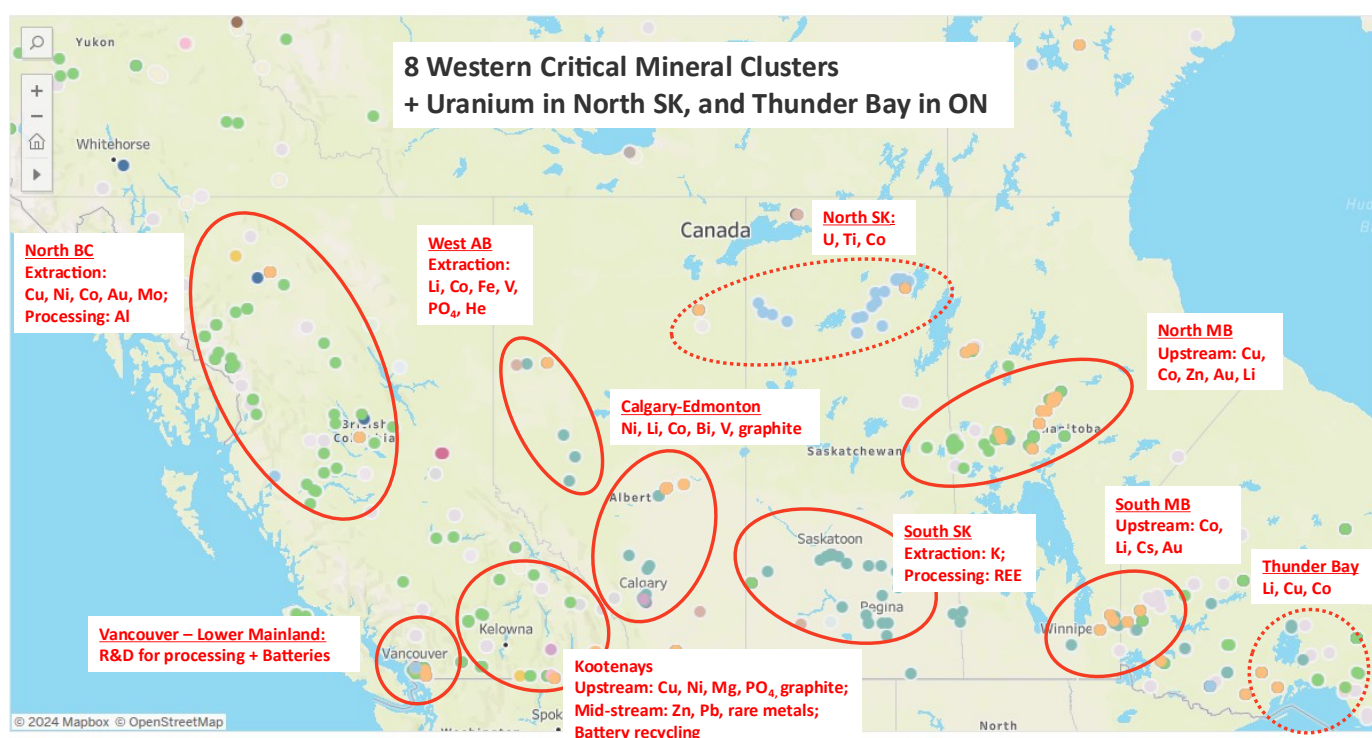 8 Western Critical Mineral Clusters
+ Uranium in North SK, and Thunder Bay in ON
Yukon
Whitehorse
Canada
North SK:
U, Ti, Co
North BC
Extraction:
Cu, Ni, Co, Au, Mo;
Processing: Al
West AB
Extraction:
Li, Co, Fe, V,
PO₄, He
North MB
Upstream: Cu,
Co, Zn, Au, Li
Calgary-Edmonton
Ni, Li, Co, Bi, V, graphite
British
Columbia
Manitoba
Saskatchewan
Albert
South MB
Upstream: Co,
Li, Cs, Au
South SK
Extraction: K;
Processing: REE
Saskatoon
Thunder Bay
Li, Cu, Co
Calgary
Regina
Vancouver – Lower Mainland:
R&D for processing + Batteries
Kelowna
Winnipe
Vancouver
Kootenays
Upstream: Cu, Ni, Mg, PO₄, graphite;
Mid-stream: Zn, Pb, rare metals;
Battery recycling
Spok
North
© 2024 Mapbox © OpenStreetMap
Washington